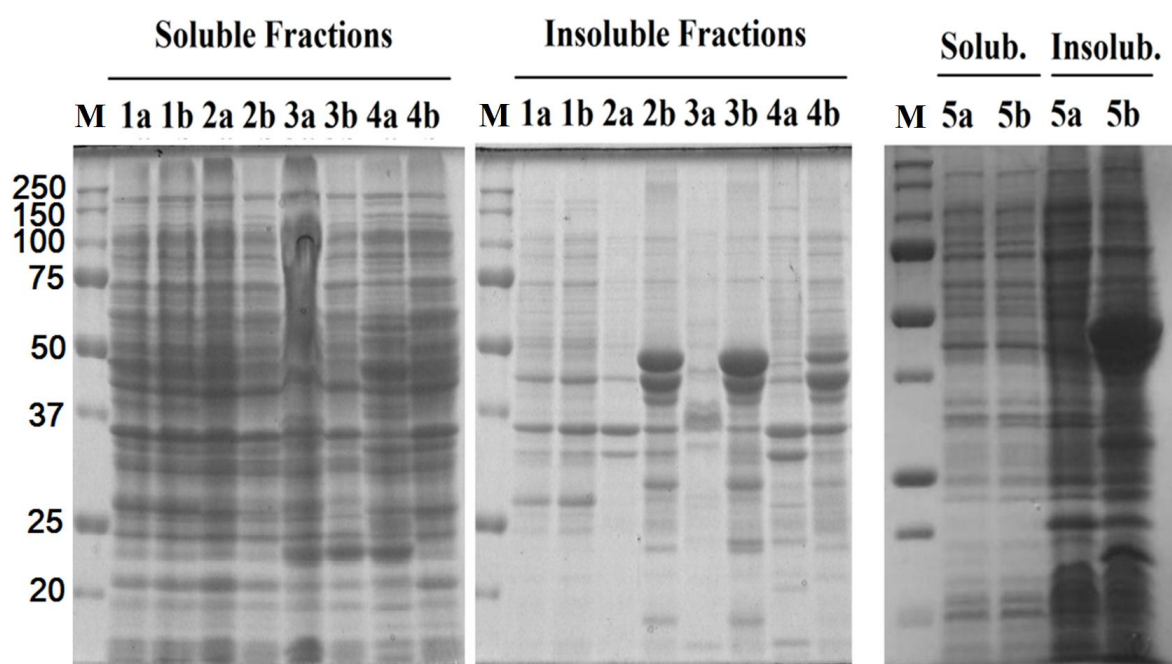 Soluble Fractions
Insoluble Fractions
Solub. Insolub.
M 1a 1b 2a 2b 3a 3b 4a 4b
M 1a 1b 2a 2b 3a 3b 4a 4b
M 5a 5b 5a 5b
250
150
100
75
50
37
25
20